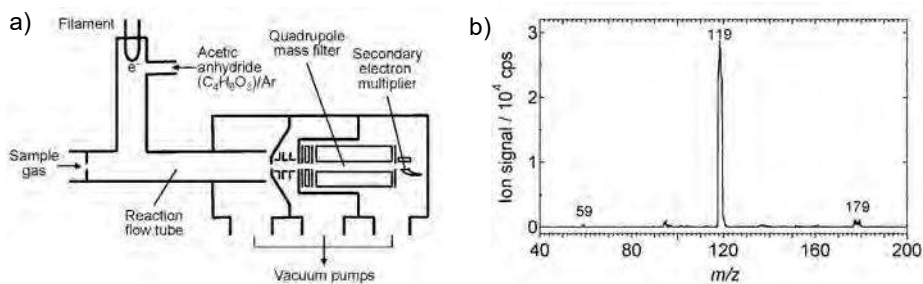 a)
Filament
e⁻
Acetic
anhydride
(C₄H₆O₃)/Ar
Quadrupole
mass filter
Secondary
electron
multiplier
Sample
gas
Reaction
flow tube
Vacuum pumps
b)
Ion signal / 10⁴ cps
3
2
1
0
59
119
179
40
80
120
160
200
m/z